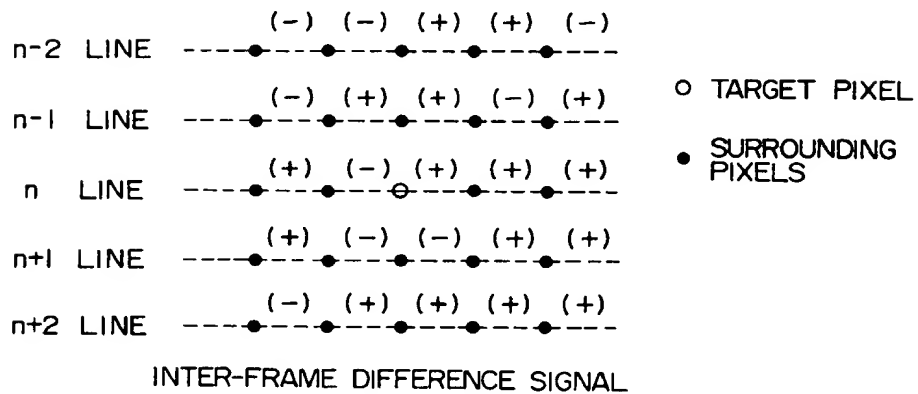 (-) (-) (+) (+) (-)
n-2 LINE
(-) (+) (+) (-) (+)
n-1 LINE
(+) (-) (+) (+) (+)
n LINE
(+) (-) (-) (+) (+)
n+1 LINE
(-) (+) (+) (+) (+)
n+2 LINE
TARGET PIXEL
SURROUNDING
PIXELS
INTER-FRAME DIFFERENCE SIGNAL